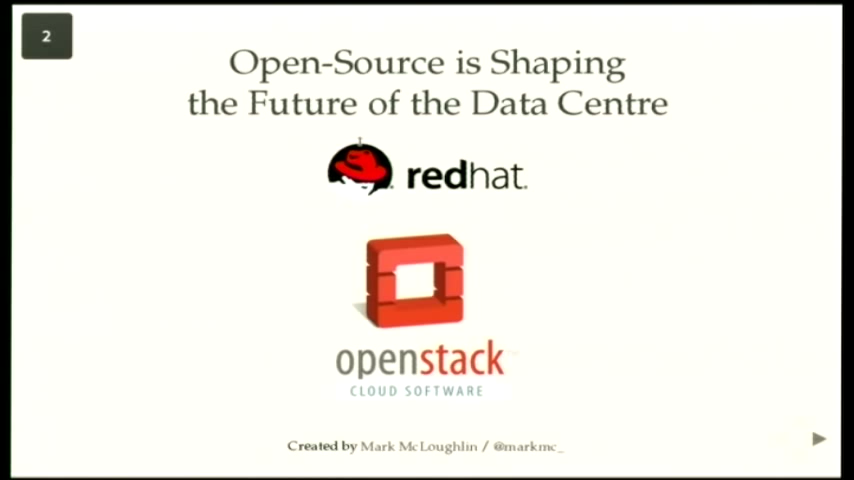 2
Open-Source is Shaping
the Future of the Data Centre
redhat.
openstack
CLOUD SOFTWARE
Created by Mark McLoughlin / @markmc_